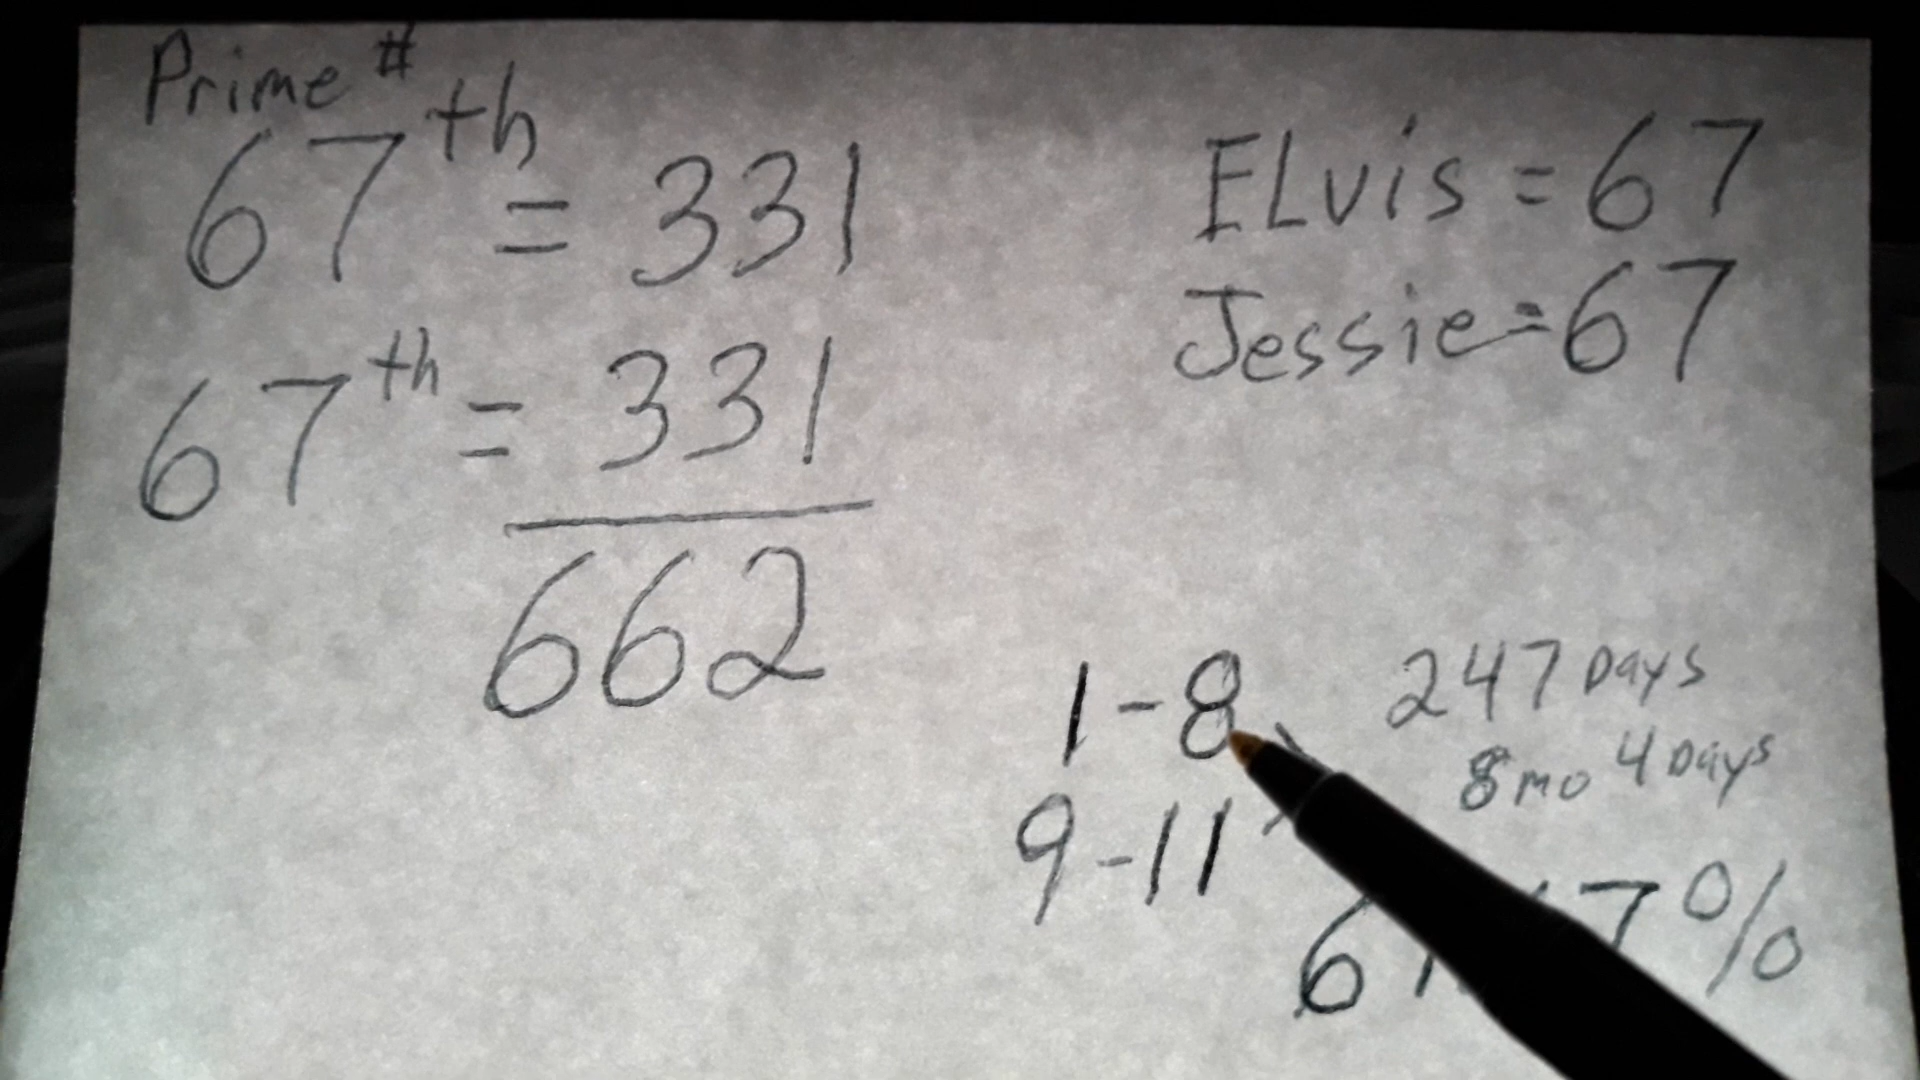 Prime #
67th = 331
67th = 331
662
ELvis = 67
Jessie = 67
1-8
9-11
247 Days
8 mo 4 Days